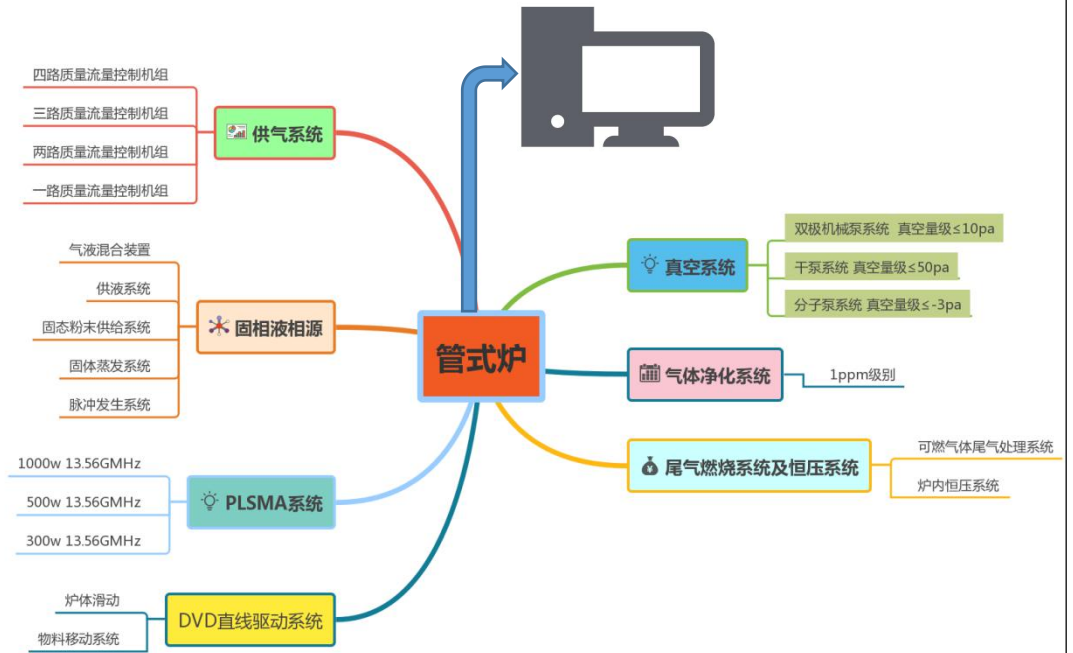 四路质量流量控制机组
三路质量流量控制机组
两路质量流量控制机组
一路质量流量控制机组
供气系统
气液混合装置
供液系统
固态粉末供给系统
固体蒸发系统
脉冲发生系统
固相液相源
1000w 13.56GMHz
500w 13.56GMHz
300w 13.56GMHz
PLSMA系统
炉体滑动
物料移动系统
DVD直线驱动系统
管式炉
真空系统
双极机械泵系统 真空量级≤10pa
干泵系统 真空量级≤50pa
分子泵系统 真空量级≤-3pa
气体净化系统
1ppm级别
尾气燃烧系统及恒压系统
可燃气体尾气处理系统
炉内恒压系统